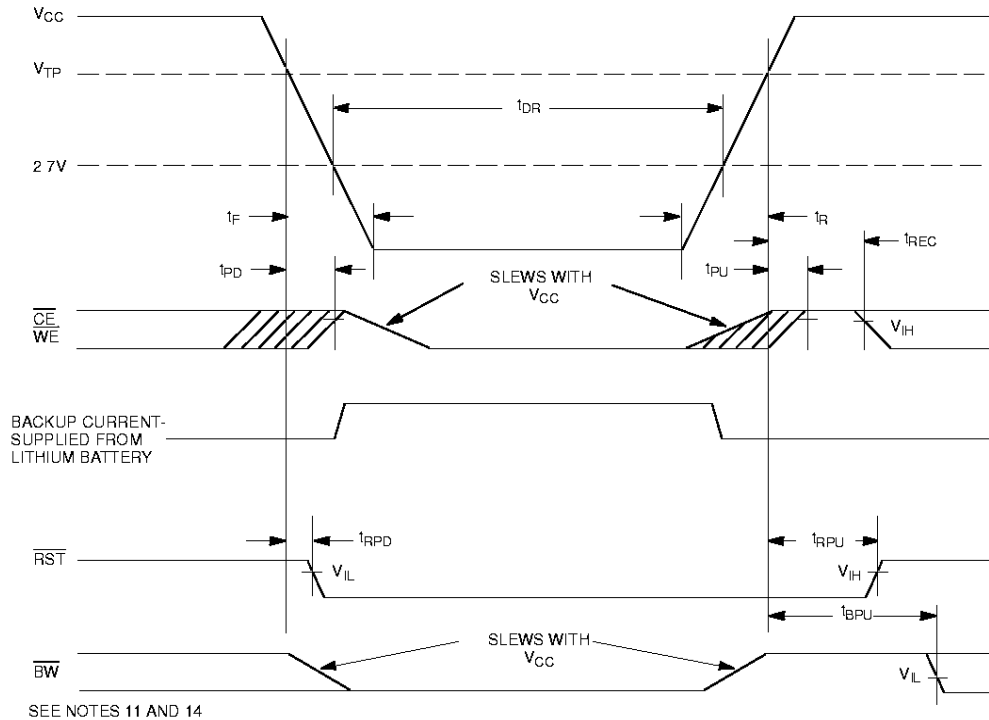 VCC
VTP
tDR
2 7V
tF
tR
tREC
tPD
tPU
SLEWS WITH
VCC
CE
WE
VIH
BACKUP CURRENT-
SUPPLIED FROM
LITHIUM BATTERY
tRPD
tRPU
RST
VIL
VIH
tBPU
SLEWS WITH
VCC
BW
VIL
SEE NOTES 11 AND 14